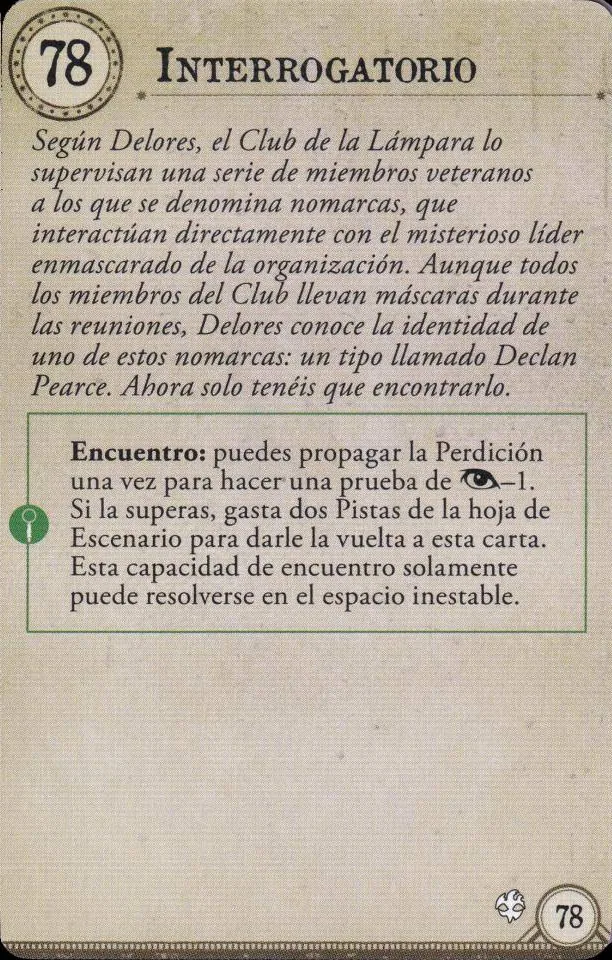 78
INTERROGATORIO
Según Delores, el Club de la Lámpara lo
supervisan una serie de miembros veteranos
a los que se denomina nomarcas, que
interactúan directamente con el misterioso líder
enmascarado de la organización. Aunque todos
los miembros del Club llevan máscaras durante
las reuniones, Delores conoce la identidad de
uno de estos nomarcas: un tipo llamado Declan
Pearce. Ahora solo tenéis que encontrarlo.
Encuentro: puedes propagar la Perdición
una vez para hacer una prueba de –1.
Si la superas, gasta dos Pistas de la hoja de
Escenario para darle la vuelta a esta carta.
Esta capacidad de encuentro solamente
puede resolverse en el espacio inestable.
78